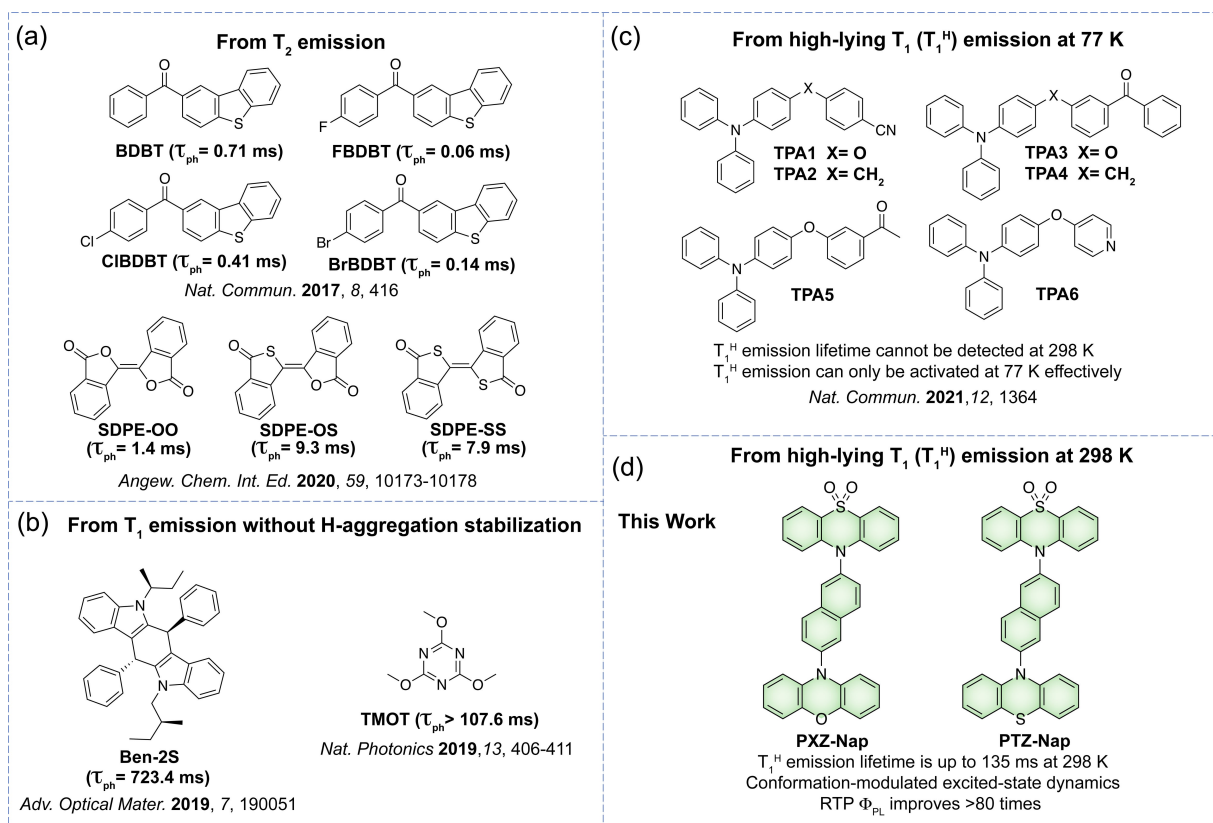 (a)
From T₂ emission
O
S
BDBT (τph= 0.71 ms)
O
F
S
FBDBT (τph= 0.06 ms)
O
Cl
S
ClBDBT (τph= 0.41 ms)
O
Br
S
BrBDBT (τph= 0.14 ms)
Nat. Commun. 2017, 8, 416
O
O
O
O
SDPE-OO
(τph= 1.4 ms)
O
S
O
O
SDPE-OS
(τph= 9.3 ms)
O
S
S
O
SDPE-SS
(τph= 7.9 ms)
Angew. Chem. Int. Ed. 2020, 59, 10173-10178
(b)
From T₁ emission without H-aggregation stabilization
N
N
Ben-2S
(τph= 723.4 ms)
Adv. Optical Mater. 2019, 7, 190051
O
N N
O N O
TMOT (τph> 107.6 ms)
Nat. Photonics 2019,13, 406-411
(c)
From high-lying T₁ (T₁ᴴ) emission at 77 K
X
N
CN
TPA1 X= O
TPA2 X= CH₂
O
X
N
TPA3 X= O
TPA4 X= CH₂
O
O
N
TPA5
O
N
N
TPA6
T₁ᴴ emission lifetime cannot be detected at 298 K
T₁ᴴ emission can only be activated at 77 K effectively
Nat. Commun. 2021,12, 1364
(d)
From high-lying T₁ (T₁ᴴ) emission at 298 K
This Work
O O
S
N
N
O
PXZ-Nap
O O
S
N
N
S
PTZ-Nap
T₁ᴴ emission lifetime is up to 135 ms at 298 K
Conformation-modulated excited-state dynamics
RTP ΦPL improves >80 times